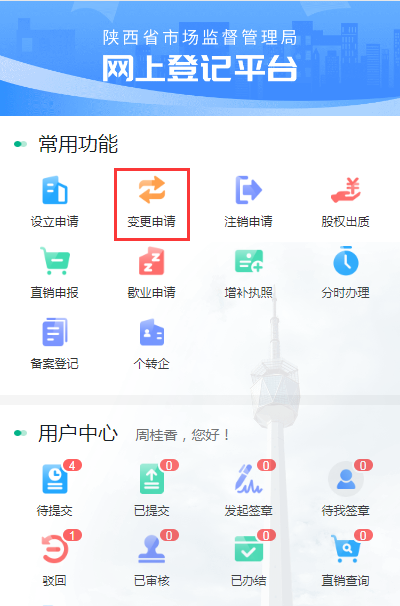 陕西省市场监督管理局
网上登记平台
常用功能
设立申请 变更申请 注销申请 股权出质
直销申报 歇业申请 增补执照 分时办理
备案登记 个转企
用户中心 周桂香，您好！
4 0 0 0
待提交 已提交 发起签章 待我签章
1 0 0 0
驳回 已审核 已办结 直销查询